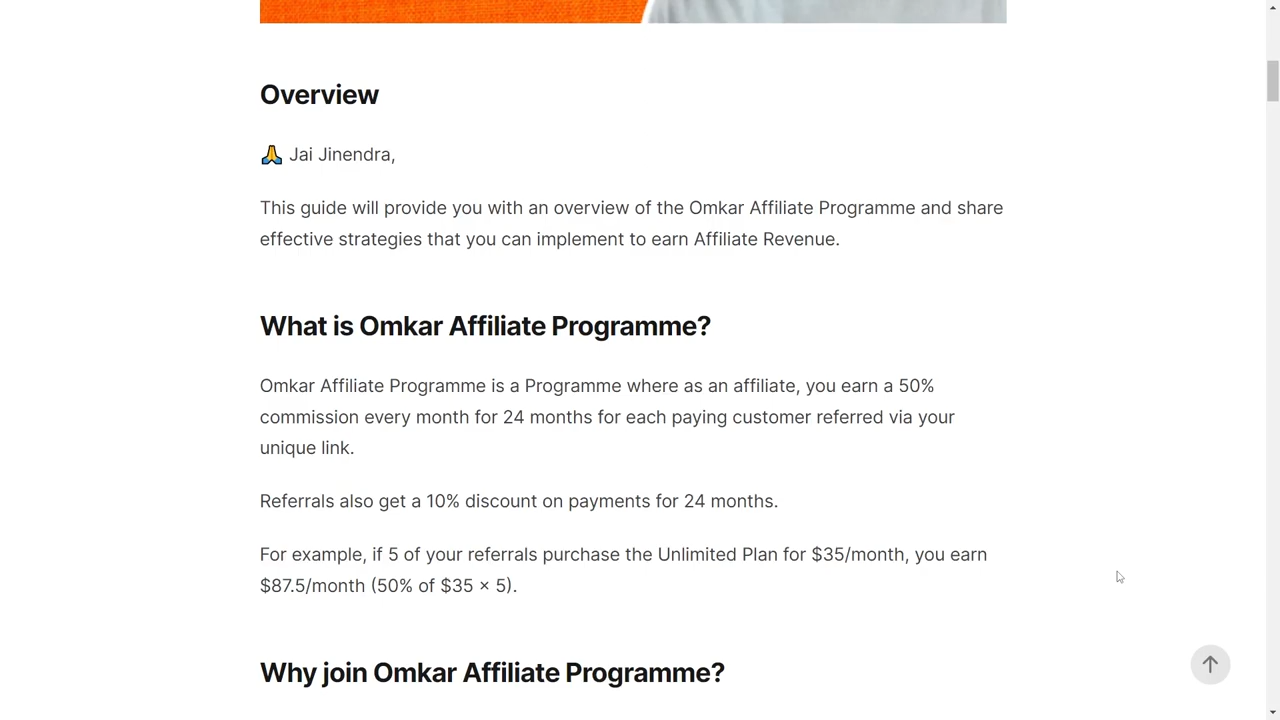 Overview
🙏 Jai Jinendra,
This guide will provide you with an overview of the Omkar Affiliate Programme and share
effective strategies that you can implement to earn Affiliate Revenue.
What is Omkar Affiliate Programme?
Omkar Affiliate Programme is a Programme where as an affiliate, you earn a 50%
commission every month for 24 months for each paying customer referred via your
unique link.
Referrals also get a 10% discount on payments for 24 months.
For example, if 5 of your referrals purchase the Unlimited Plan for $35/month, you earn
$87.5/month (50% of $35 × 5).
Why join Omkar Affiliate Programme?